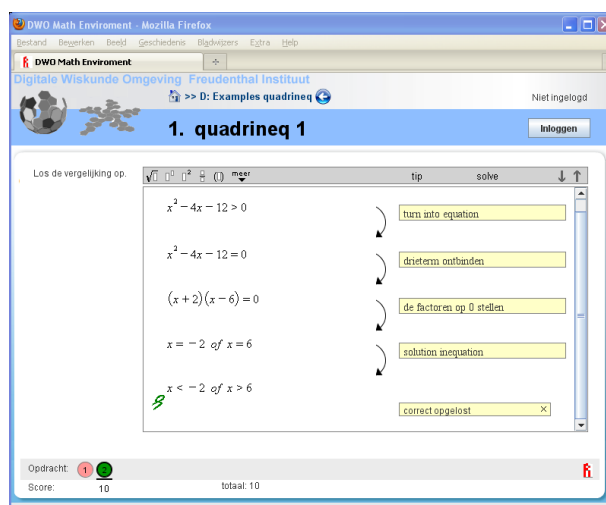 DWO Math Enviroment - Mozilla Firefox
Bestand Bewerken Beeld Geschiedenis Bladwijzers Extra Help
DWO Math Enviroment
Digitale Wiskunde Omgeving Freudenthal Instituut
>> D: Examples quadrineq
Niet ingelogd
1. quadrineq 1
Inloggen
Los de vergelijking op.
meer
tip solve
x² − 4x − 12 > 0
turn into equation
x² − 4x − 12 = 0
drieterm ontbinden
(x + 2)(x − 6) = 0
de factoren op 0 stellen
x = −2 of x = 6
solution inequation
x < −2 of x > 6
correct opgelost
Opdracht: 1 2
Score: 10 totaal: 10